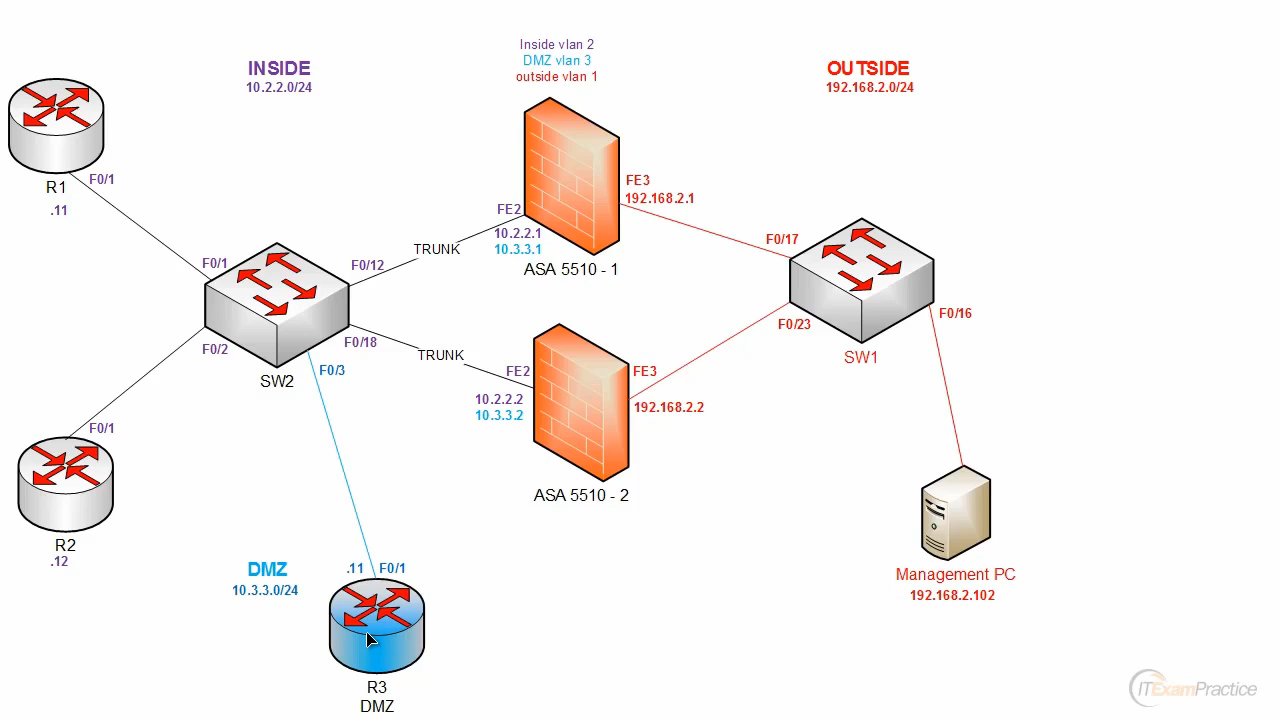 Inside vlan 2
DMZ vlan 3
outside vlan 1
INSIDE
10.2.2.0/24
OUTSIDE
192.168.2.0/24
R1
.11
F0/1
F0/1
F0/12
TRUNK
FE2
10.2.2.1
10.3.3.1
FE3
192.168.2.1
ASA 5510 - 1
F0/17
F0/23
F0/16
SW1
F0/2
SW2
F0/3
F0/18
TRUNK
FE2
10.2.2.2
10.3.3.2
FE3
192.168.2.2
ASA 5510 - 2
F0/1
R2
.12
DMZ
10.3.3.0/24
.11
F0/1
R3
DMZ
Management PC
192.168.2.102
ITExamPractice